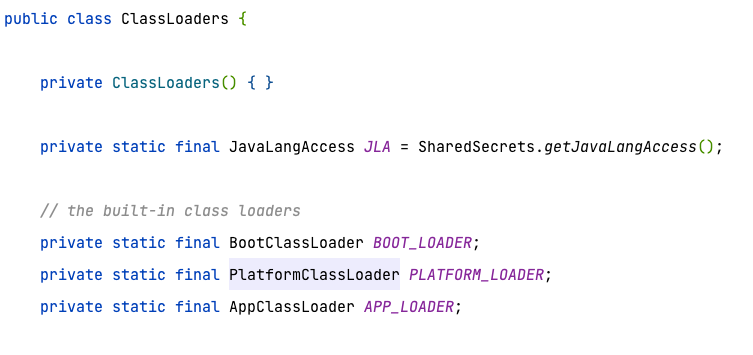 public class ClassLoaders {
private ClassLoaders() { }
private static final JavaLangAccess JLA = SharedSecrets.getJavaLangAccess();
// the built-in class loaders
private static final BootClassLoader BOOT_LOADER;
private static final PlatformClassLoader PLATFORM_LOADER;
private static final AppClassLoader APP_LOADER;